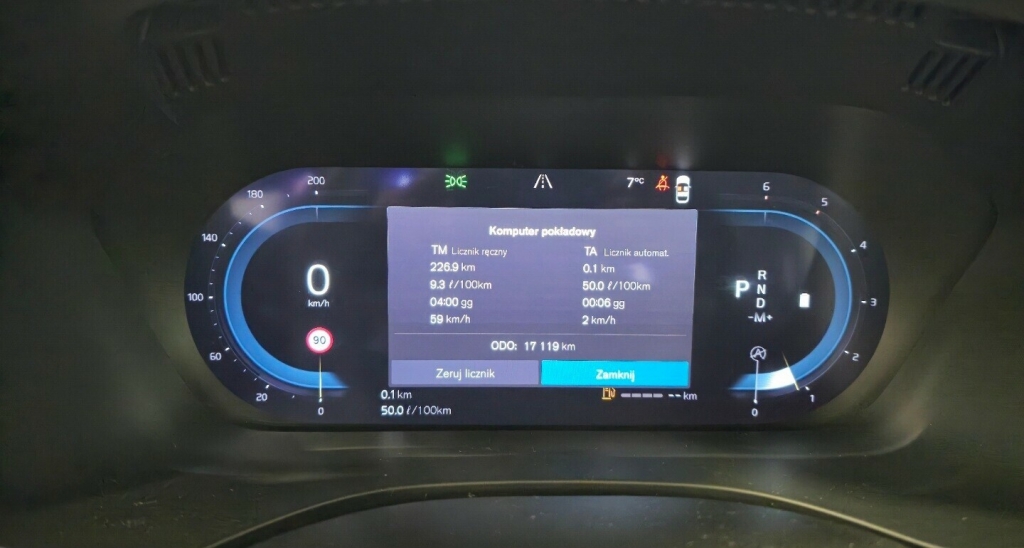 180
200
140
100
60
20
0
0
km/h
90
7°C
Komputer pokładowy
TM Licznik ręczny
226.9 km
9.3 ℓ/100km
04:00 gg
59 km/h
TA Licznik automat.
0.1 km
50.0 ℓ/100km
00:06 gg
2 km/h
ODO: 17 119 km
Zeruj licznik
Zamknij
0.1 km
50.0 ℓ/100km
---- -- km
P
R
N
D
-M+
A
6
5
4
3
2
1
0